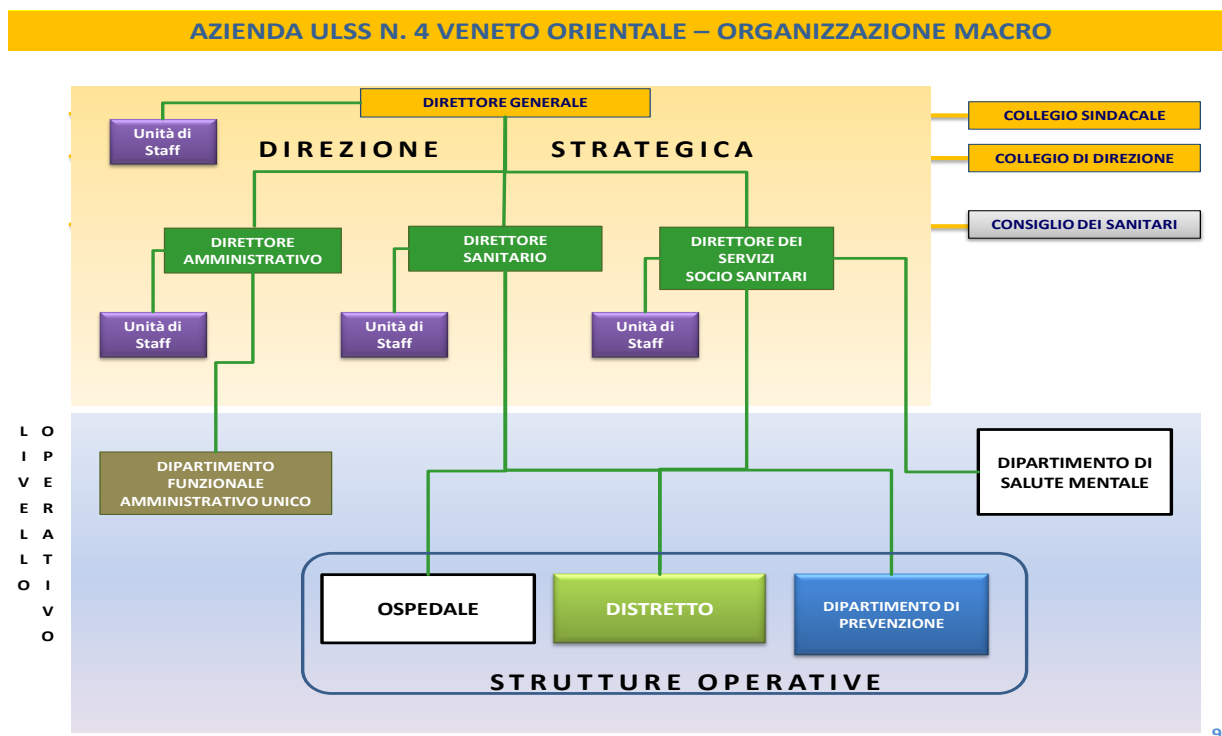 AZIENDA ULSS N. 4 VENETO ORIENTALE – ORGANIZZAZIONE MACRO
DIRETTORE GENERALE
COLLEGIO SINDACALE
Unità di
Staff
DIREZIONE STRATEGICA
COLLEGIO DI DIREZIONE
CONSIGLIO DEI SANITARI
DIRETTORE
AMMINISTRATIVO
DIRETTORE
SANITARIO
DIRETTORE DEI
SERVIZI
SOCIO SANITARI
Unità di
Staff
Unità di
Staff
Unità di
Staff
LIVELLO
OPERATIVO
DIPARTIMENTO
FUNZIONALE
AMMINISTRATIVO UNICO
DIPARTIMENTO DI
SALUTE MENTALE
OSPEDALE
DISTRETTO
DIPARTIMENTO DI
PREVENZIONE
STRUTTURE OPERATIVE
9